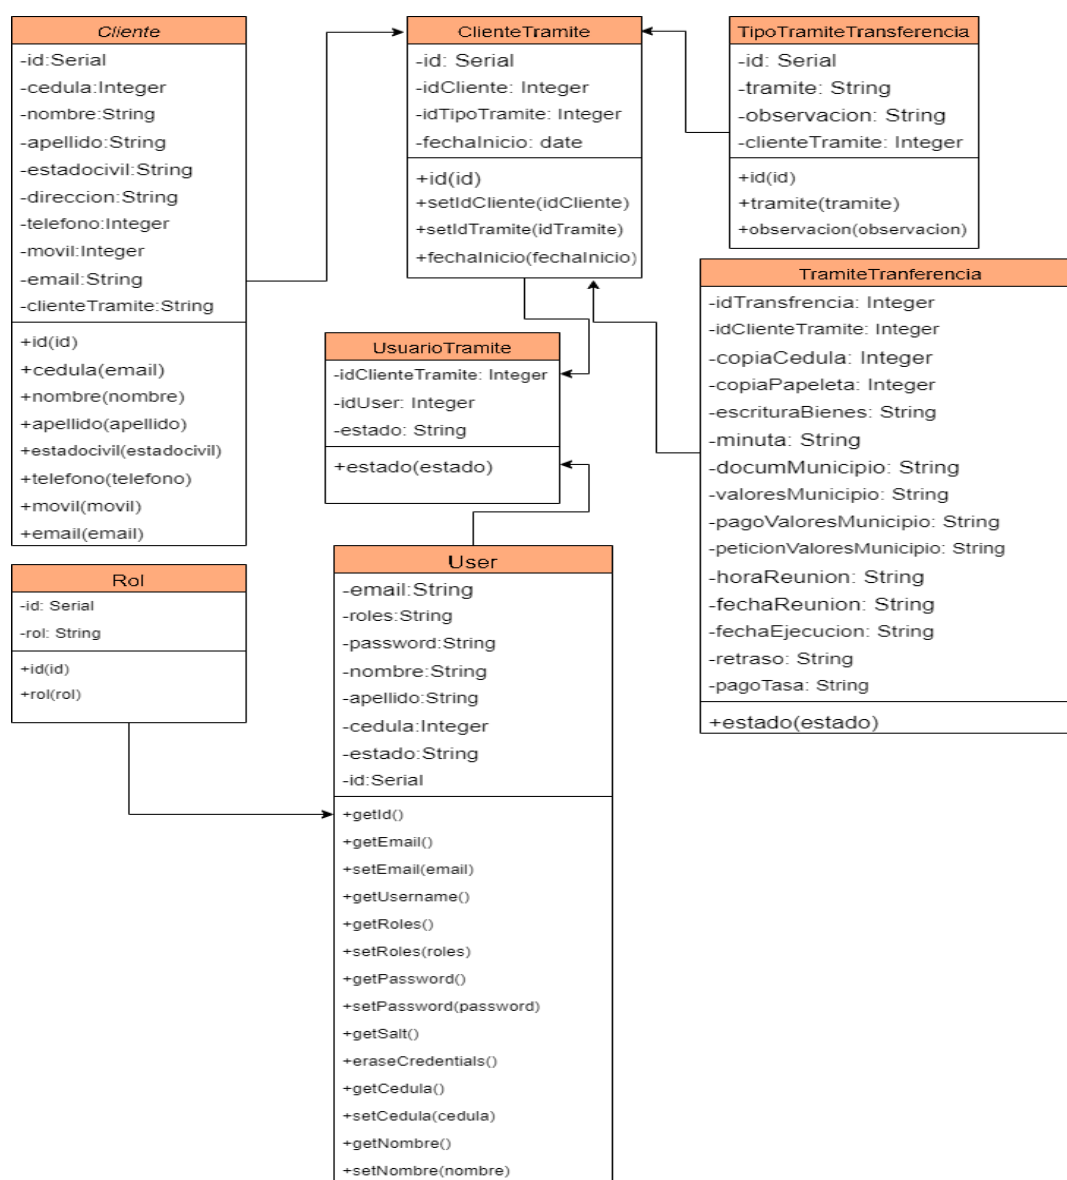 Cliente
-id:Serial
-cedula:Integer
-nombre:String
-apellido:String
-estadocivil:String
-direccion:String
-telefono:Integer
-movil:Integer
-email:String
-clienteTramite:String
+id(id)
+cedula(email)
+nombre(nombre)
+apellido(apellido)
+estadocivil(estadocivil)
+telefono(telefono)
+movil(movil)
+email(email)
ClienteTramite
-id: Serial
-idCliente: Integer
-idTipoTramite: Integer
-fechaInicio: date
+id(id)
+setIdCliente(idCliente)
+setIdTramite(idTramite)
+fechaInicio(fechaInicio)
TipoTramiteTransferencia
-id: Serial
-tramite: String
-observacion: String
-clienteTramite: Integer
+id(id)
+tramite(tramite)
+observacion(observacion)
TramiteTranferencia
-idTransfrencia: Integer
-idClienteTramite: Integer
-copiaCedula: Integer
-copiaPapeleta: Integer
-escrituraBienes: String
-minuta: String
-documMunicipio: String
-valoresMunicipio: String
-pagoValoresMunicipio: String
-peticionValoresMunicipio: String
-horaReunion: String
-fechaReunion: String
-fechaEjecucion: String
-retraso: String
-pagoTasa: String
+estado(estado)
UsuarioTramite
-idClienteTramite: Integer
-idUser: Integer
-estado: String
+estado(estado)
Rol
-id: Serial
-rol: String
+id(id)
+rol(rol)
User
-email:String
-roles:String
-password:String
-nombre:String
-apellido:String
-cedula:Integer
-estado:String
-id:Serial
+getId()
+getEmail()
+setEmail(email)
+getUsername()
+getRoles()
+setRoles(roles)
+getPassword()
+setPassword(password)
+getSalt()
+eraseCredentials()
+getCedula()
+setCedula(cedula)
+getNombre()
+setNombre(nombre)